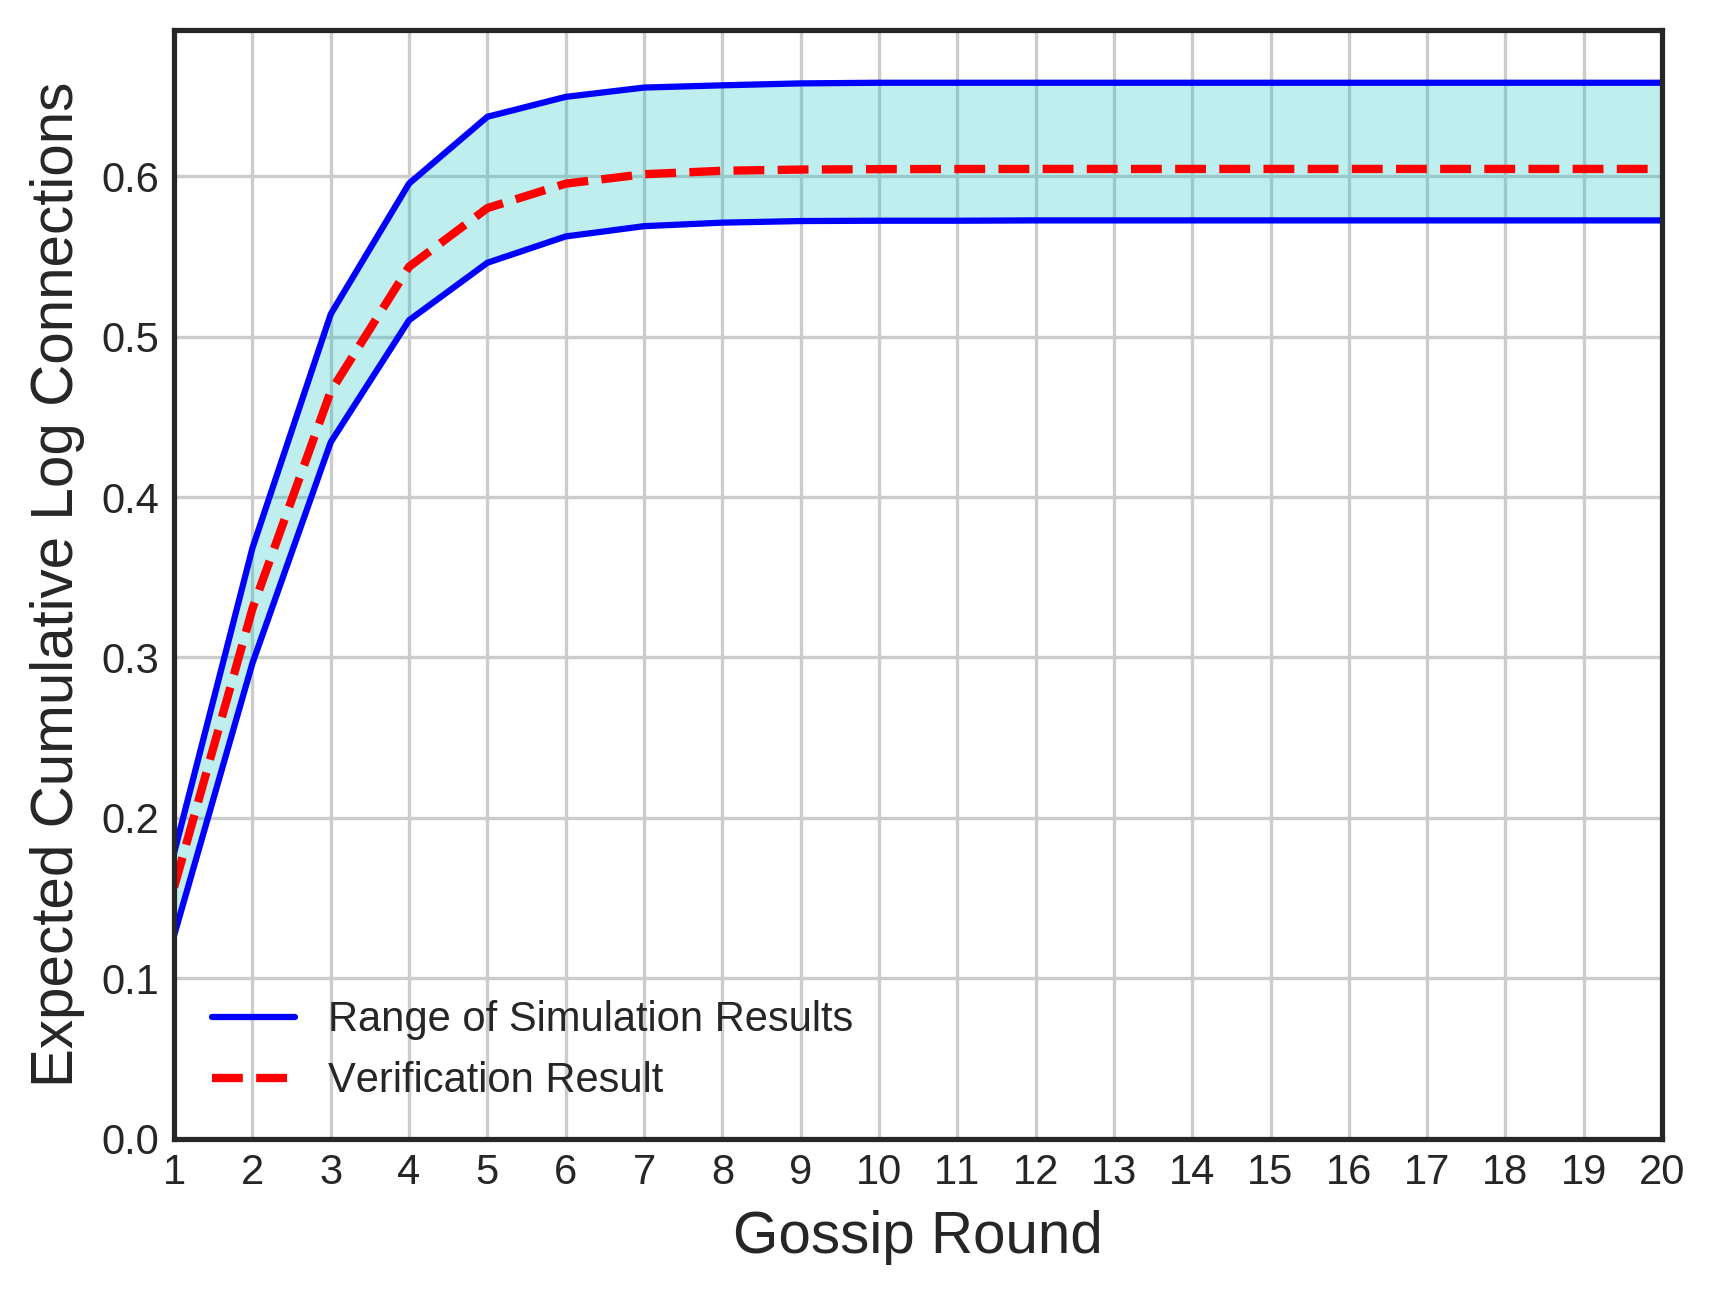 Expected Cumulative Log Connections
0.6
0.5
0.4
0.3
0.2
0.1
0.0
Range of Simulation Results
Verification Result
1 2 3 4 5 6 7 8 9 10 11 12 13 14 15 16 17 18 19 20
Gossip Round